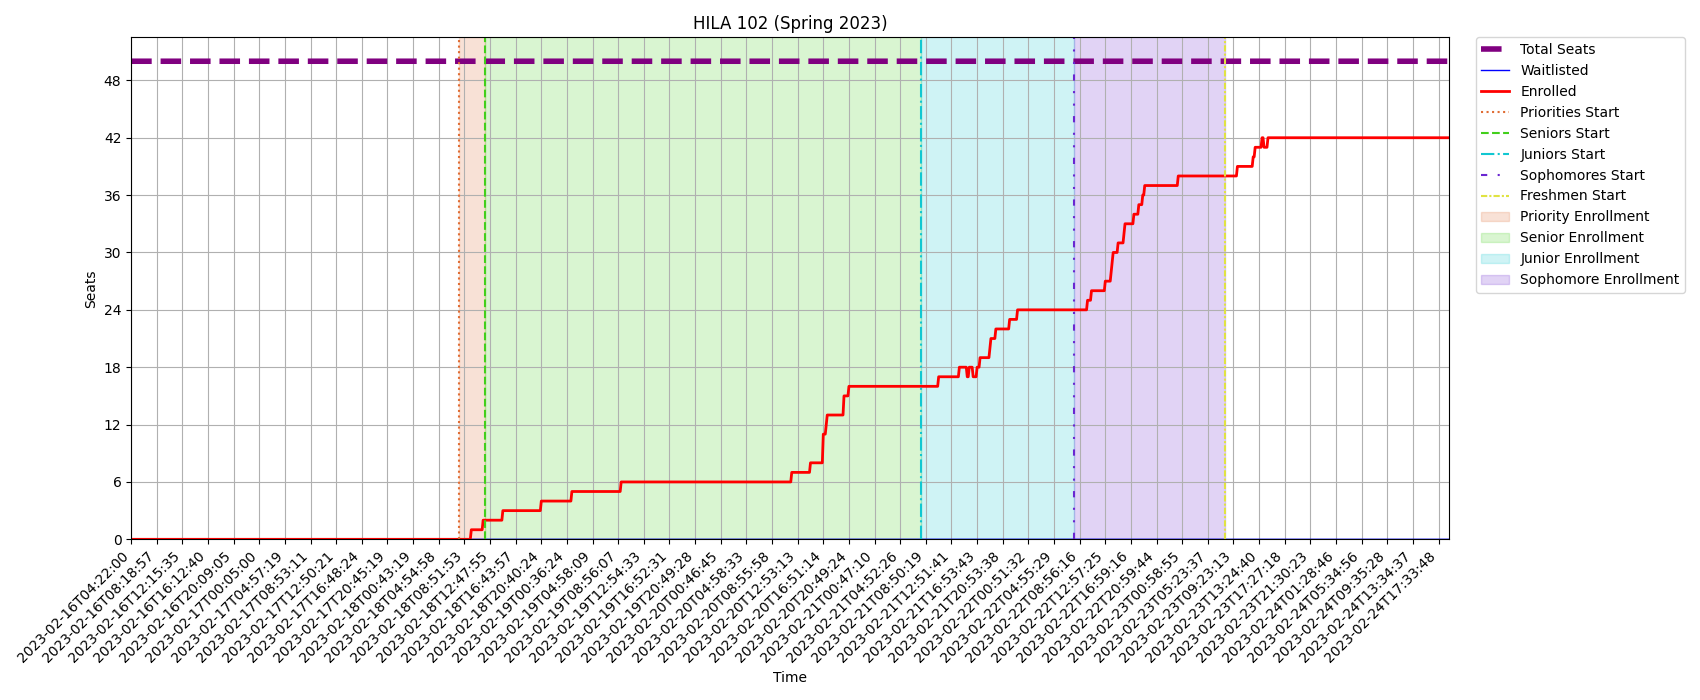 HILA 102 (Spring 2023)
Total Seats
Waitlisted
Enrolled
Priorities Start
Seniors Start
Juniors Start
Sophomores Start
Freshmen Start
Priority Enrollment
Senior Enrollment
Junior Enrollment
Sophomore Enrollment
Seats
48
42
36
30
24
18
12
6
0
2023-02-16T04:22:00
2023-02-16T08:18:57
2023-02-16T12:15:35
2023-02-16T16:12:40
2023-02-16T20:09:05
2023-02-17T00:05:00
2023-02-17T04:57:19
2023-02-17T08:53:11
2023-02-17T12:50:21
2023-02-17T16:48:24
2023-02-17T20:45:19
2023-02-18T00:43:19
2023-02-18T04:54:58
2023-02-18T08:51:53
2023-02-18T12:47:55
2023-02-18T16:43:57
2023-02-18T20:40:24
2023-02-19T00:36:24
2023-02-19T04:58:09
2023-02-19T08:56:07
2023-02-19T12:54:33
2023-02-19T16:52:31
2023-02-19T20:49:28
2023-02-20T00:46:45
2023-02-20T04:58:33
2023-02-20T08:55:58
2023-02-20T12:53:13
2023-02-20T16:51:14
2023-02-20T20:49:24
2023-02-21T00:47:10
2023-02-21T04:52:26
2023-02-21T08:50:19
2023-02-21T12:51:41
2023-02-21T16:53:43
2023-02-21T20:53:38
2023-02-22T00:51:32
2023-02-22T04:55:29
2023-02-22T08:56:16
2023-02-22T12:57:25
2023-02-22T16:59:16
2023-02-22T20:59:44
2023-02-23T00:58:55
2023-02-23T05:23:37
2023-02-23T09:23:13
2023-02-23T13:24:40
2023-02-23T17:27:18
2023-02-23T21:30:23
2023-02-24T01:28:46
2023-02-24T05:34:56
2023-02-24T09:35:28
2023-02-24T13:34:37
2023-02-24T17:33:48
Time